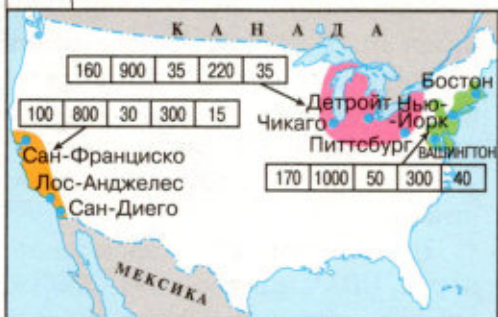 КАНАДА
160 900 35 220 35
Бостон
100 800 30 300 15
Детройт Нью-
Чикаго -Йорк
Питтсбург
ВАШИНГТОН
Сан-Франциско
170 1000 50 300 40
Лос-Анджелес
Сан-Диего
МЕКСИКА